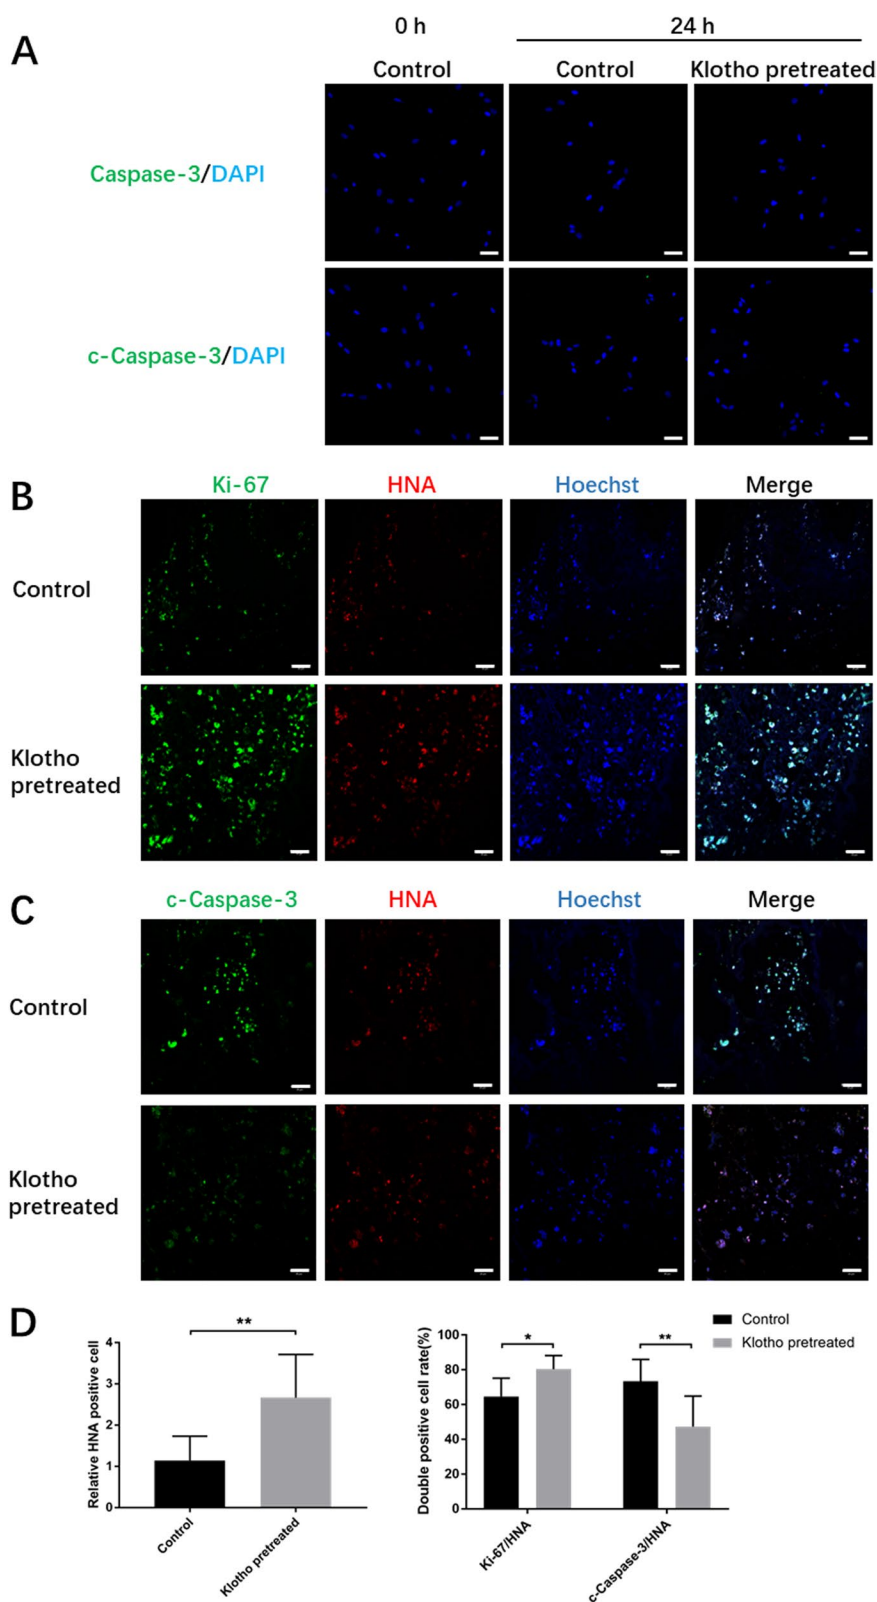 A
0 h
24 h
Control
Control
Klotho pretreated
Caspase-3/DAPI
c-Caspase-3/DAPI
B
Ki-67
HNA
Hoechst
Merge
Control
Klotho
pretreated
C
c-Caspase-3
HNA
Hoechst
Merge
Control
Klotho
pretreated
D
Relative HNA positive cell
4
3
2
1
0
**
Control
Klotho pretreated
Double positive cell rate(%)
100
80
60
40
20
0
*
**
Ki-67/HNA
c-Caspase-3/HNA
Control
Klotho pretreated